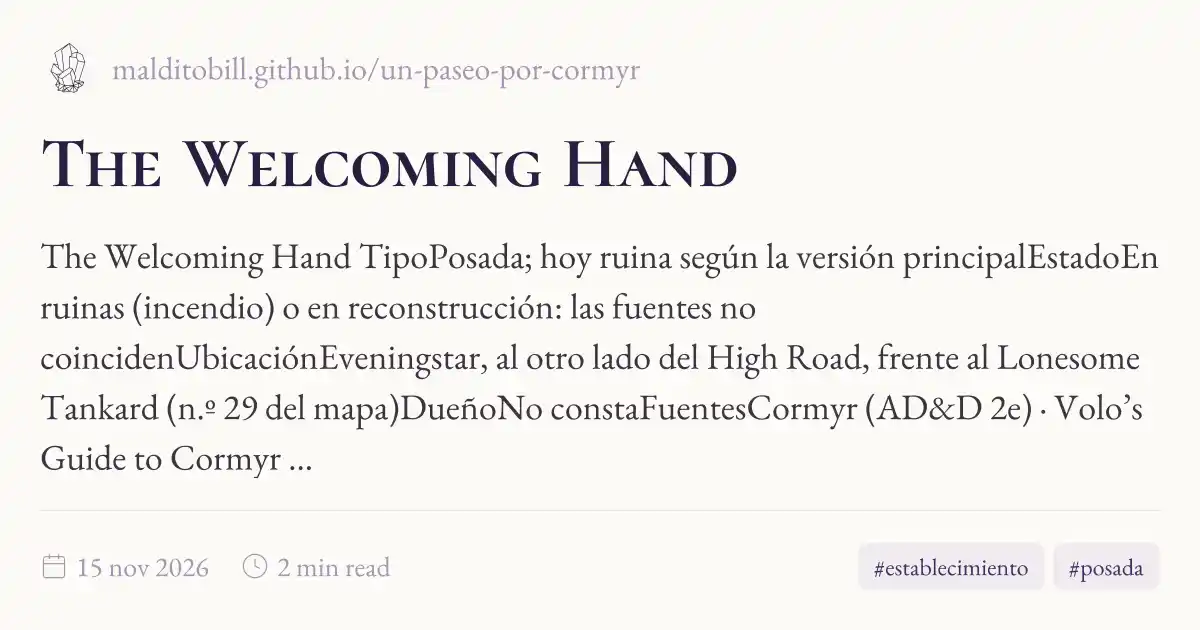 malditobill.github.io/un-paseo-por-cormyr
The Welcoming Hand
The Welcoming Hand TipoPosada; hoy ruina según la versión principalEstadoEn
ruinas (incendio) o en reconstrucción: las fuentes no
coincidenUbicaciónEveningstar, al otro lado del High Road, frente al Lonesome
Tankard (n.º 29 del mapa)DueñoNo constaFuentesCormyr (AD&D 2e) · Volo’s
Guide to Cormyr ...
15 nov 2026
2 min read
#establecimiento
#posada